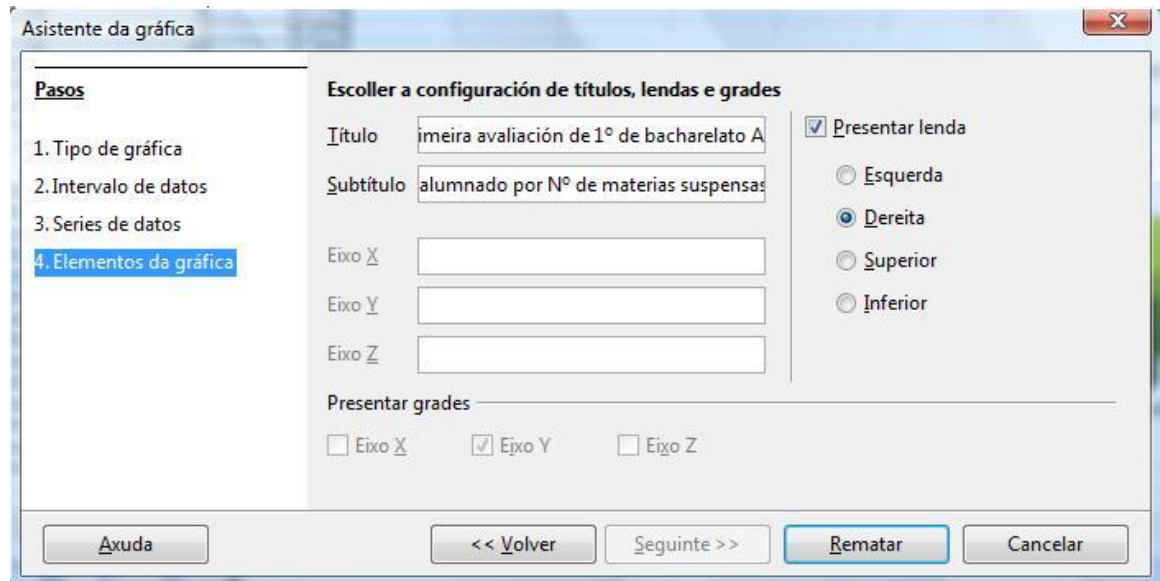 Asistente da gráfica
Pasos
1. Tipo de gráfica
2. Intervalo de datos
3. Series de datos
4. Elementos da gráfica
Escoller a configuración de títulos, lendas e grades
Título imeira avaliación de 1º de bacharelato A
Subtítulo alumnado por Nº de materias suspensas
Eixo X
Eixo Y
Eixo Z
Presentar lenda
Esquerda
Dereita
Superior
Inferior
Presentar grades
Eixo X Eixo Y Eixo Z
Axuda << Volver Seguinte >> Rematar Cancelar